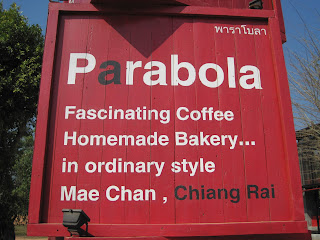 พาราโบลา
Parabola
Fascinating Coffee
Homemade Bakery...
in ordinary style
Mae Chan , Chiang Rai